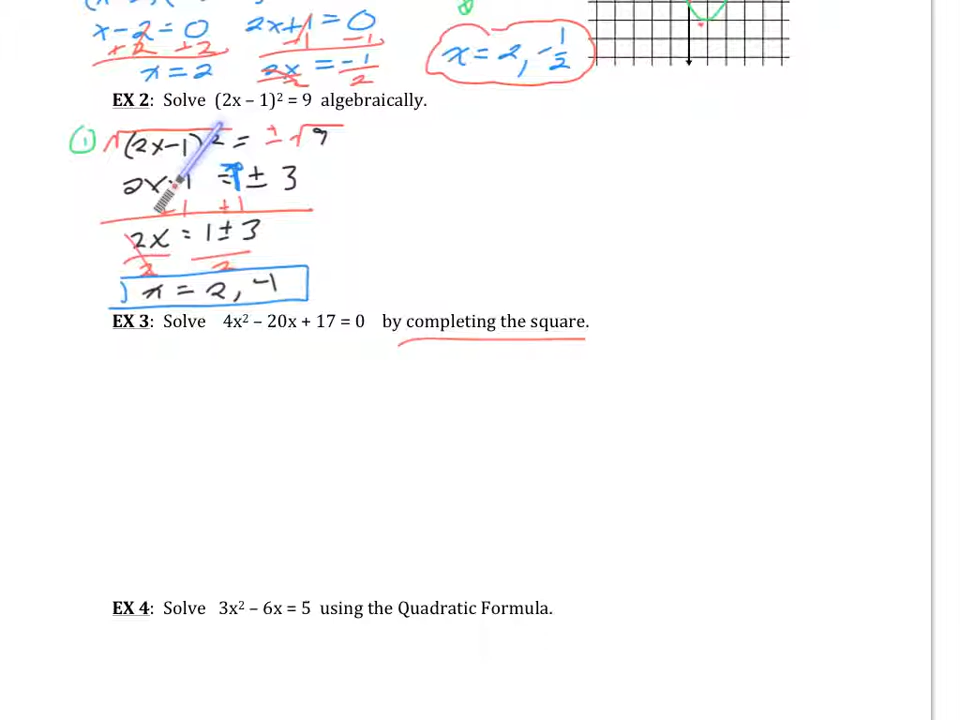 x-2=0 2x+1=0
+2 +2 -1 -1
x=2 2x = -1
2 2
x=2, -1/2
EX 2: Solve (2x – 1)² = 9 algebraically.
① √(2x-1)² = ±√9
2x-1 = ± 3
+1 +1
2x = 1 ± 3
2 2
x = 2, -1
EX 3: Solve 4x² – 20x + 17 = 0 by completing the square.
EX 4: Solve 3x² – 6x = 5 using the Quadratic Formula.